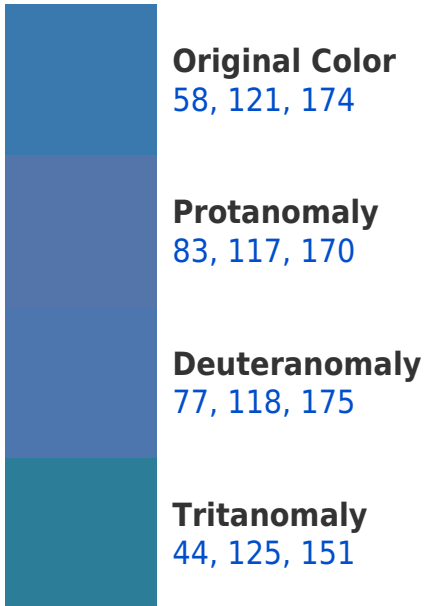 Original Color
58, 121, 174
Protanomaly
83, 117, 170
Deuteranomaly
77, 118, 175
Tritanomaly
44, 125, 151